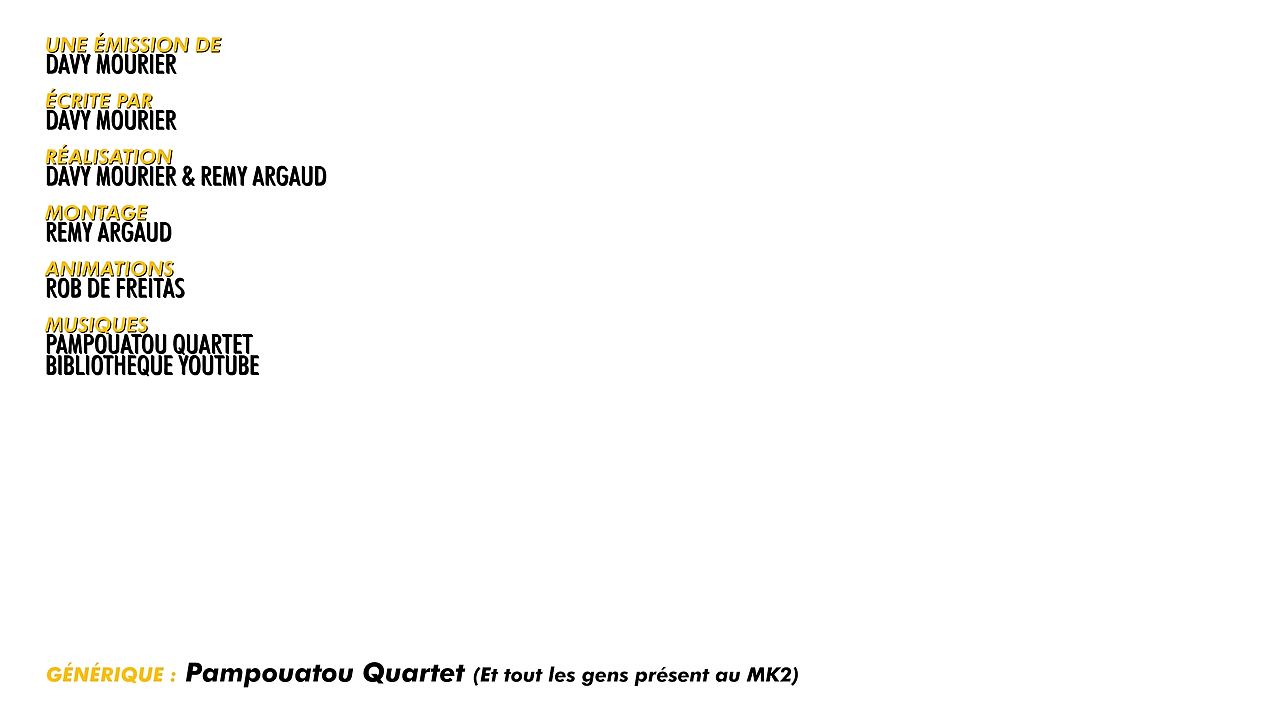 UNE ÉMISSION DE
DAVY MOURIER
ÉCRITE PAR
DAVY MOURIER
RÉALISATION
DAVY MOURIER & REMY ARGAUD
MONTAGE
REMY ARGAUD
ANIMATIONS
ROB DE FREITAS
MUSIQUES
PAMPOUATOU QUARTET
BIBLIOTHÈQUE YOUTUBE
GÉNÉRIQUE : Pampouatou Quartet (Et tout les gens présent au MK2)